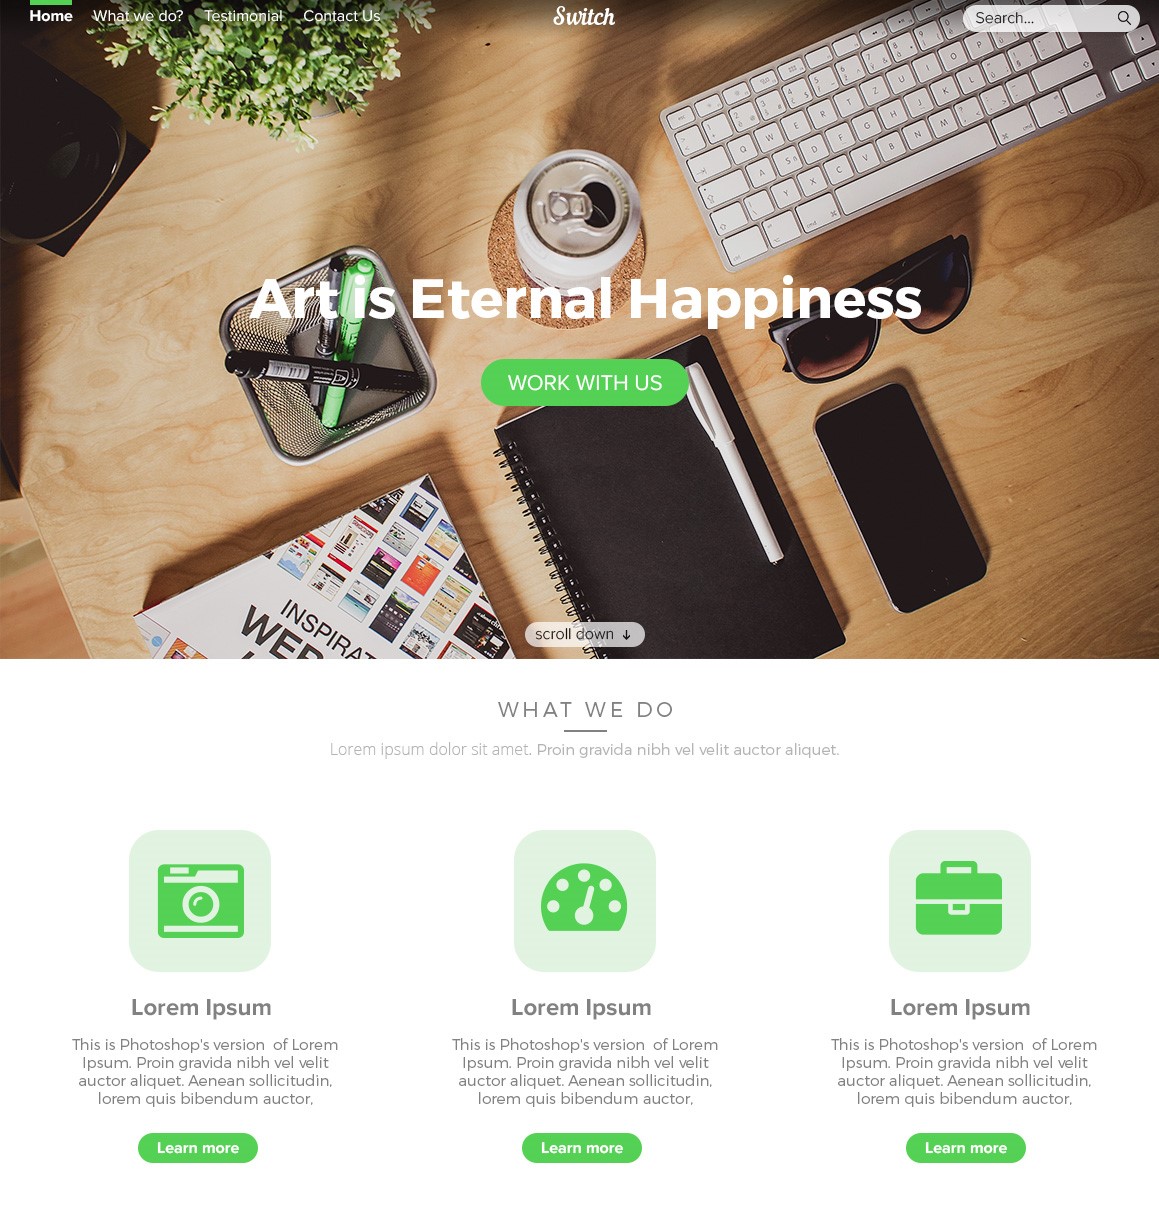 Home What we do? Testimonial Contact Us Switch Search...
Art is Eternal Happiness
WORK WITH US
INSPIRAT
WEB
scroll down ↓
WHAT WE DO
Lorem ipsum dolor sit amet. Proin gravida nibh vel velit auctor aliquet.
Lorem Ipsum
This is Photoshop's version of Lorem
Ipsum. Proin gravida nibh vel velit
auctor aliquet. Aenean sollicitudin,
lorem quis bibendum auctor,
Learn more
Lorem Ipsum
This is Photoshop's version of Lorem
Ipsum. Proin gravida nibh vel velit
auctor aliquet. Aenean sollicitudin,
lorem quis bibendum auctor,
Learn more
Lorem Ipsum
This is Photoshop's version of Lorem
Ipsum. Proin gravida nibh vel velit
auctor aliquet. Aenean sollicitudin,
lorem quis bibendum auctor,
Learn more